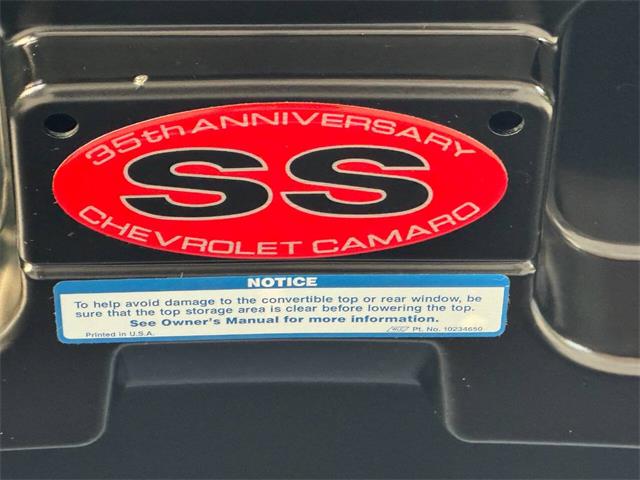 35th ANNIVERSARY
SS
CHEVROLET CAMARO
NOTICE
To help avoid damage to the convertible top or rear window, be
sure that the top storage area is clear before lowering the top.
See Owner's Manual for more information.
Printed in U.S.A. Pt. No. 10234650